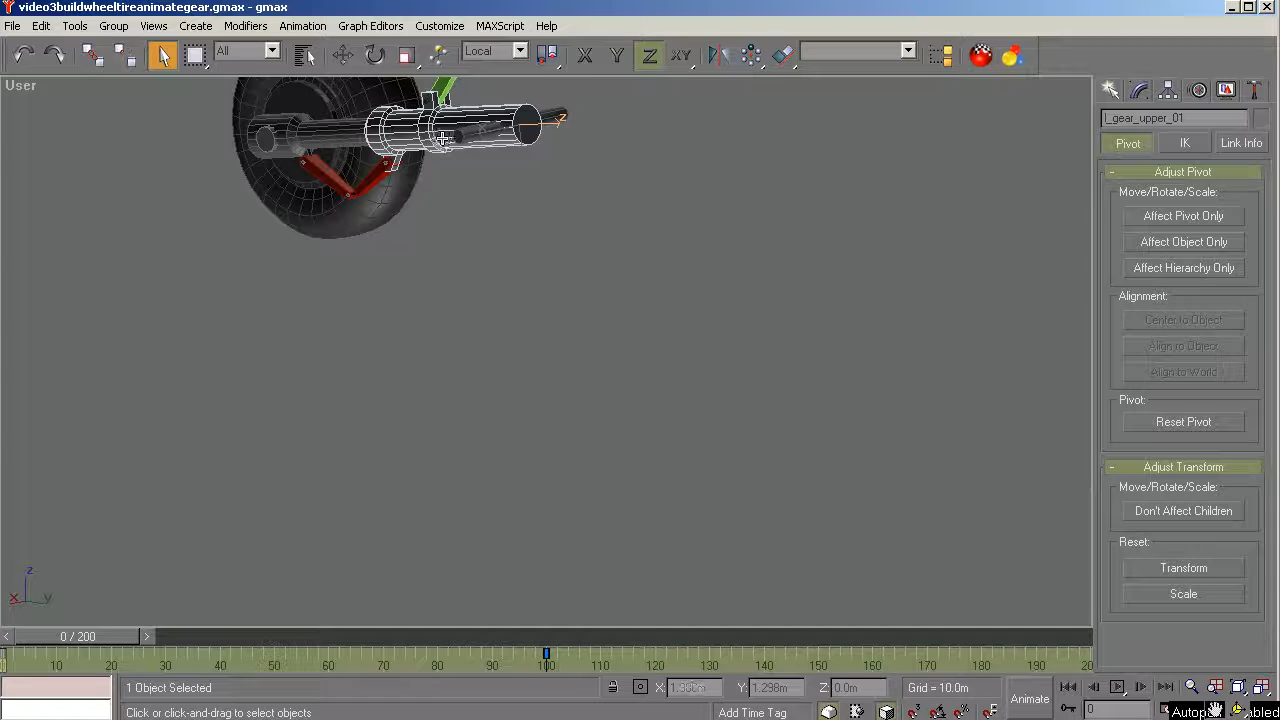 video3buildwheeltireanimategear.gmax - gmax
File Edit Tools Group Views Create Modifiers Animation Graph Editors Customize MAXScript Help
All Local X Y Z XY
User
z
l_gear_upper_01
Pivot IK Link Info
- Adjust Pivot
Move/Rotate/Scale:
Affect Pivot Only
Affect Object Only
Affect Hierarchy Only
Alignment:
Center to Object
Align to Object
Align to World
Pivot:
Reset Pivot
- Adjust Transform
Move/Rotate/Scale:
Don't Affect Children
Reset:
Transform
Scale
z
x y
< 0 / 200 >
10 20 30 40 50 60 70 80 90 100 110 120 130 140 150 160 170 180 190 20
1 Object Selected X: Y: 1.298m Z: 0.0m Grid = 10.0m Animate
Click or click-and-drag to select objects Add Time Tag 0